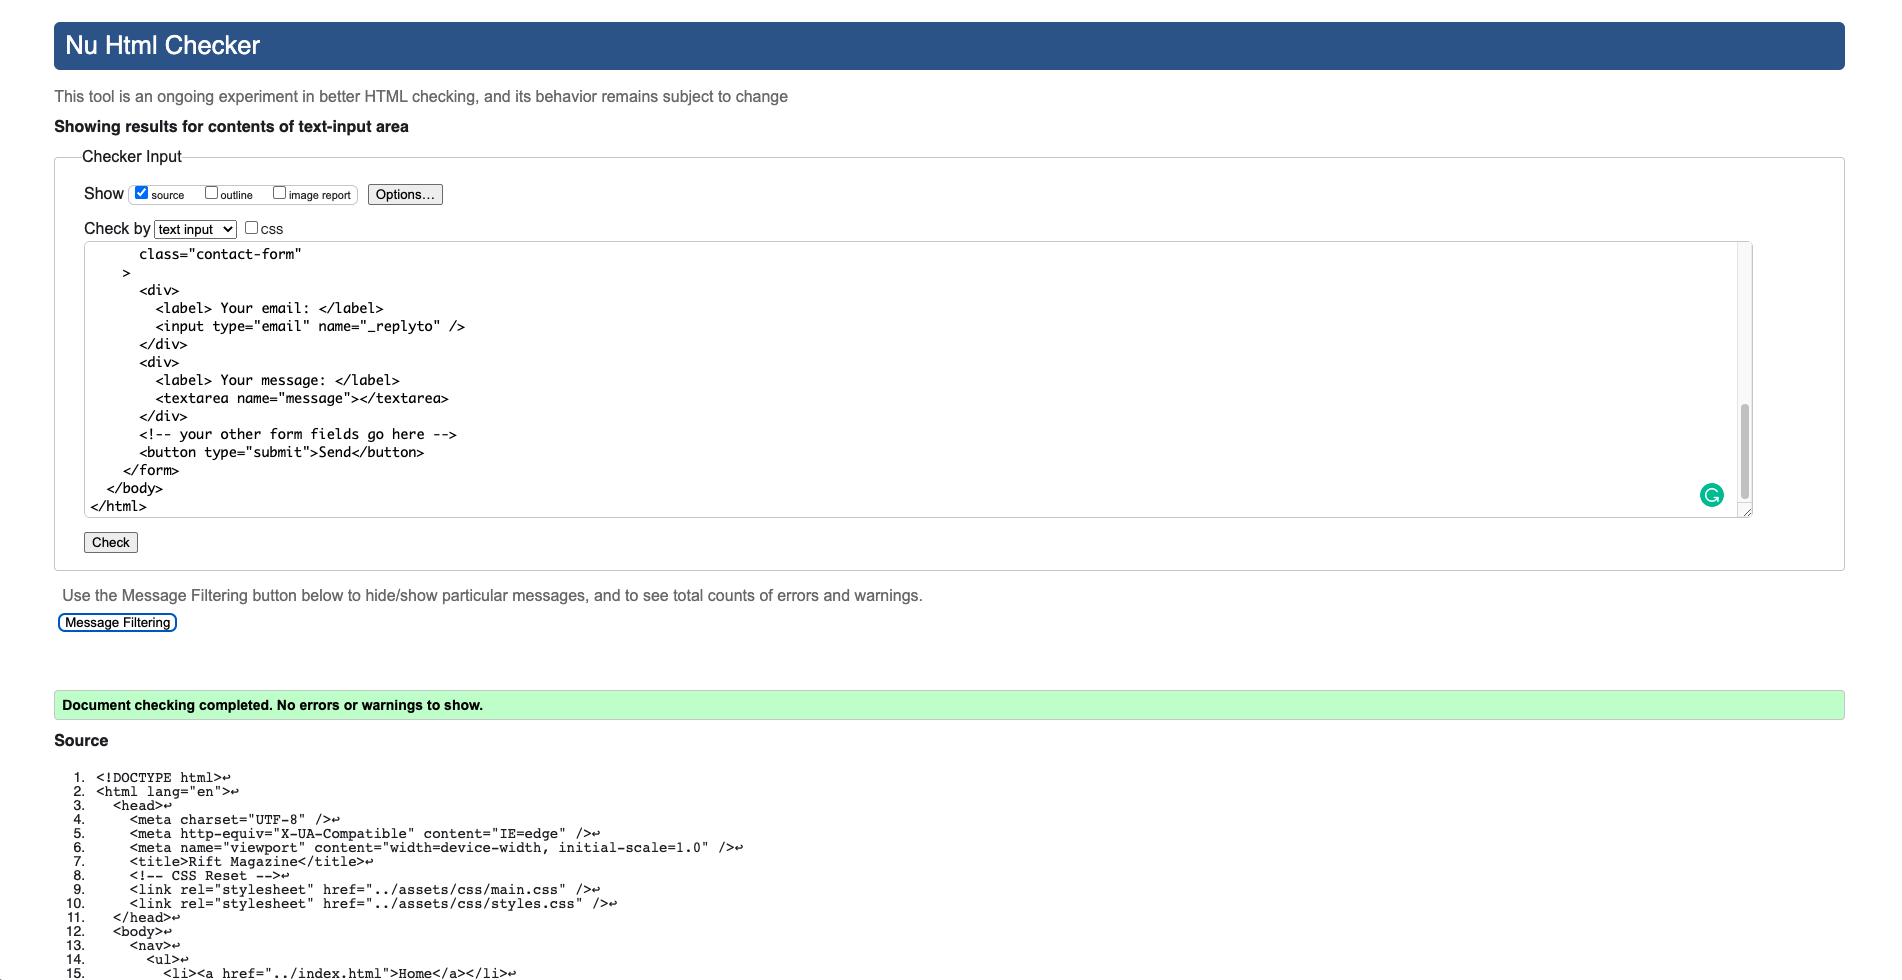 Nu Html Checker
This tool is an ongoing experiment in better HTML checking, and its behavior remains subject to change
Showing results for contents of text-input area
Checker Input
Show source outline image report Options...
Check by text input css
class="contact-form"
>
<div>
<label> Your email: </label>
<input type="email" name="_replyto" />
</div>
<div>
<label> Your message: </label>
<textarea name="message"></textarea>
</div>
<!-- your other form fields go here -->
<button type="submit">Send</button>
</form>
</body>
</html>
Check
Use the Message Filtering button below to hide/show particular messages, and to see total counts of errors and warnings.
Message Filtering
Document checking completed. No errors or warnings to show.
Source
1. <!DOCTYPE html>↩
2. <html lang="en">↩
3. <head>↩
4. <meta charset="UTF-8" />↩
5. <meta http-equiv="X-UA-Compatible" content="IE=edge" />↩
6. <meta name="viewport" content="width=device-width, initial-scale=1.0" />↩
7. <title>Rift Magazine</title>↩
8. <!-- CSS Reset -->↩
9. <link rel="stylesheet" href="../assets/css/main.css" />↩
10. <link rel="stylesheet" href="../assets/css/styles.css" />↩
11. </head>↩
12. <body>↩
13. <nav>↩
14. <ul>↩
15. <li><a href="../index.html">Home</a></li>↩